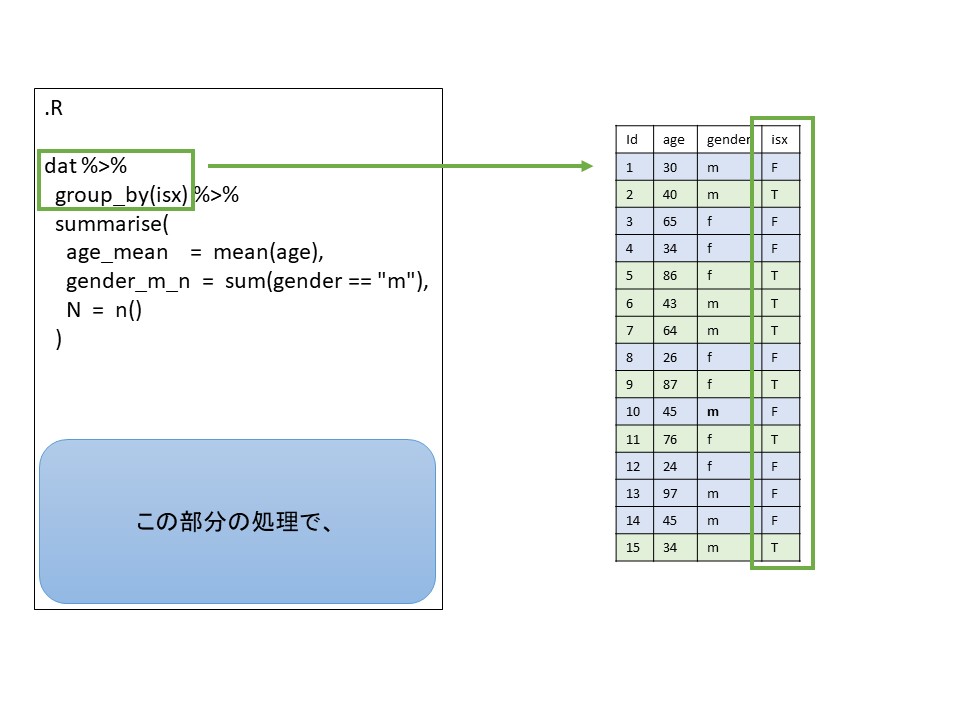 .R
dat %>%
group_by(isx) %>%
summarise(
age_mean = mean(age),
gender_m_n = sum(gender == "m"),
N = n()
)
この部分の処理で、
Id age gender isx
1 30 m F
2 40 m T
3 65 f F
4 34 f F
5 86 f T
6 43 m T
7 64 m T
8 26 f F
9 87 f T
10 45 m F
11 76 f T
12 24 f F
13 97 m F
14 45 m F
15 34 m T